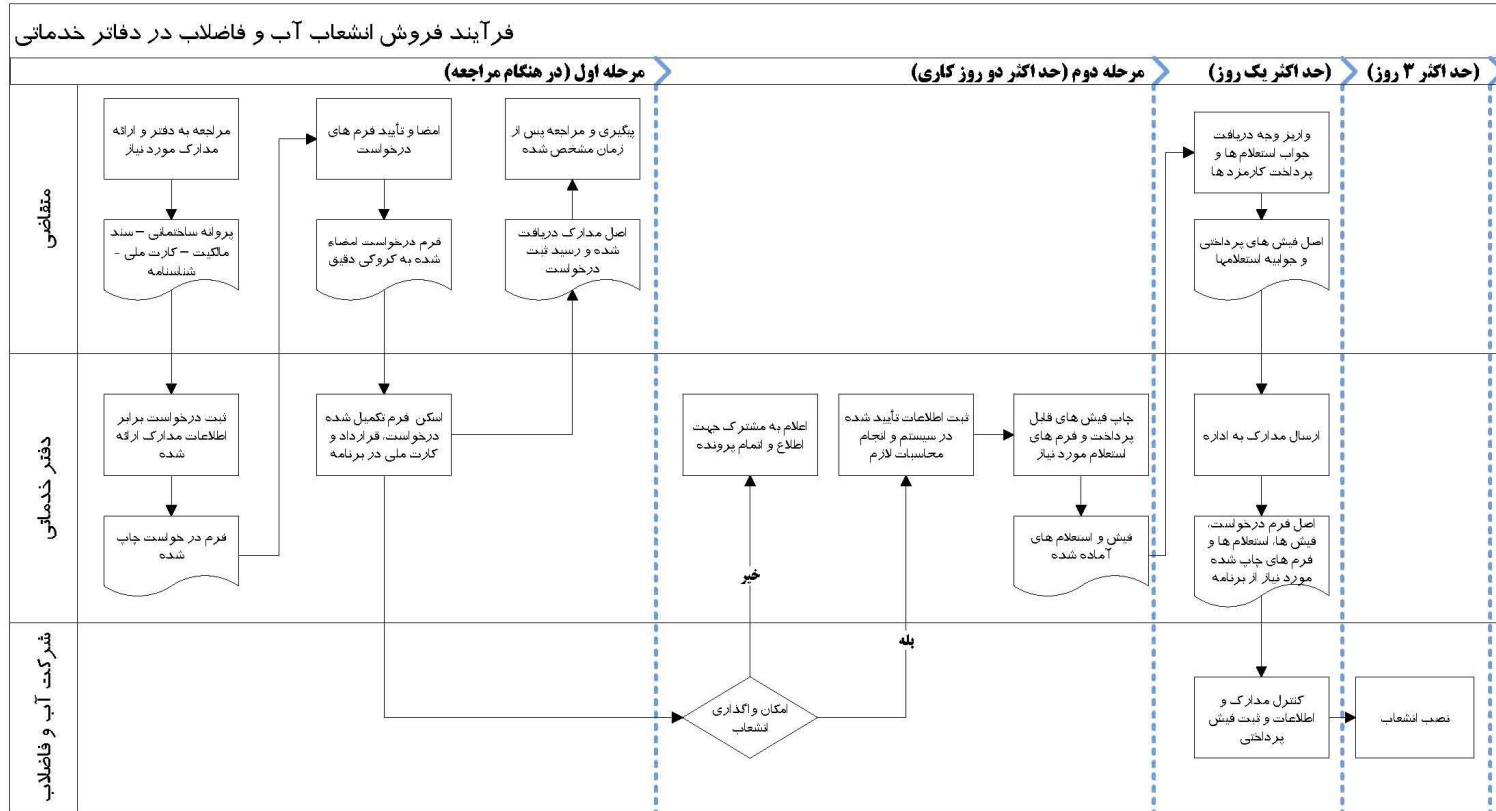 فرآیند فروش انشعاب آب و فاضلاب در دفاتر خدماتی
مرحله اول (در هنگام مراجعه)
مرحله دوم (حداکثر دو روز کاری)
(حداکثر یک روز)
(حداکثر ۳ روز)
متقاضی
مراجعه به دفتر و ارائه
مدارک مورد نیاز
پروانه ساختمانی – سند
مالکیت – کارت ملی -
شناسنامه
امضا و تأیید فرم های
درخواست
فرم درخواست امضاء
شده به کروکی دقیق
پیگیری و مراجعه پس از
زمان مشخص شده
اصل مدارک دریافت
شده و رسید ثبت
درخواست
واریز وجه دریافت
جواب استعلام ها و
پرداخت کارمزد ها
اصل فیش های پرداختی
و جوابیه استعلامها
دفتر خدماتی
ثبت درخواست برابر
اطلاعات مدارک ارائه
شده
فرم در خواست چاپ
شده
اسکن فرم تکمیل شده
درخواست، قرارداد و
کارت ملی در برنامه
اعلام به مشترک جهت
اطلاع و اتمام پرونده
ثبت اطلاعات تأیید شده
در سیستم و انجام
محاسبات لازم
چاپ فیش های قابل
پرداخت و فرم های
استعلام مورد نیاز
فیش و استعلام های
آماده شده
ارسال مدارک به اداره
اصل فرم درخواست،
فیش ها، استعلام ها و
فرم های چاپ شده
مورد نیاز از برنامه
خیر
بله
شرکت آب و فاضلاب
امکان واگذاری
انشعاب
کنترل مدارک و
اطلاعات و ثبت فیش
پرداختی
نصب انشعاب